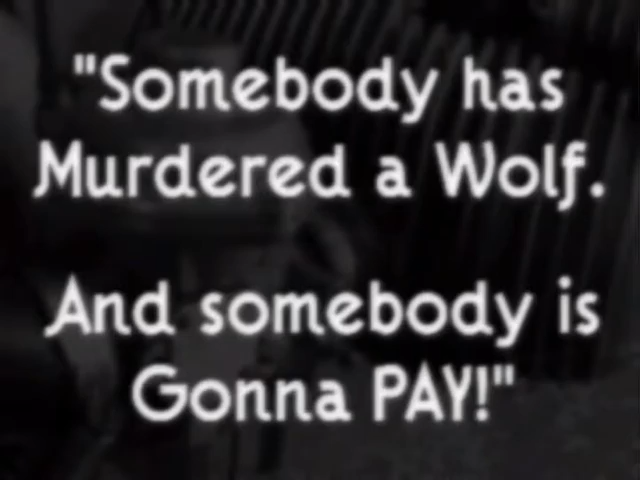 "Somebody has
Murdered a Wolf.
And somebody is
Gonna PAY!"